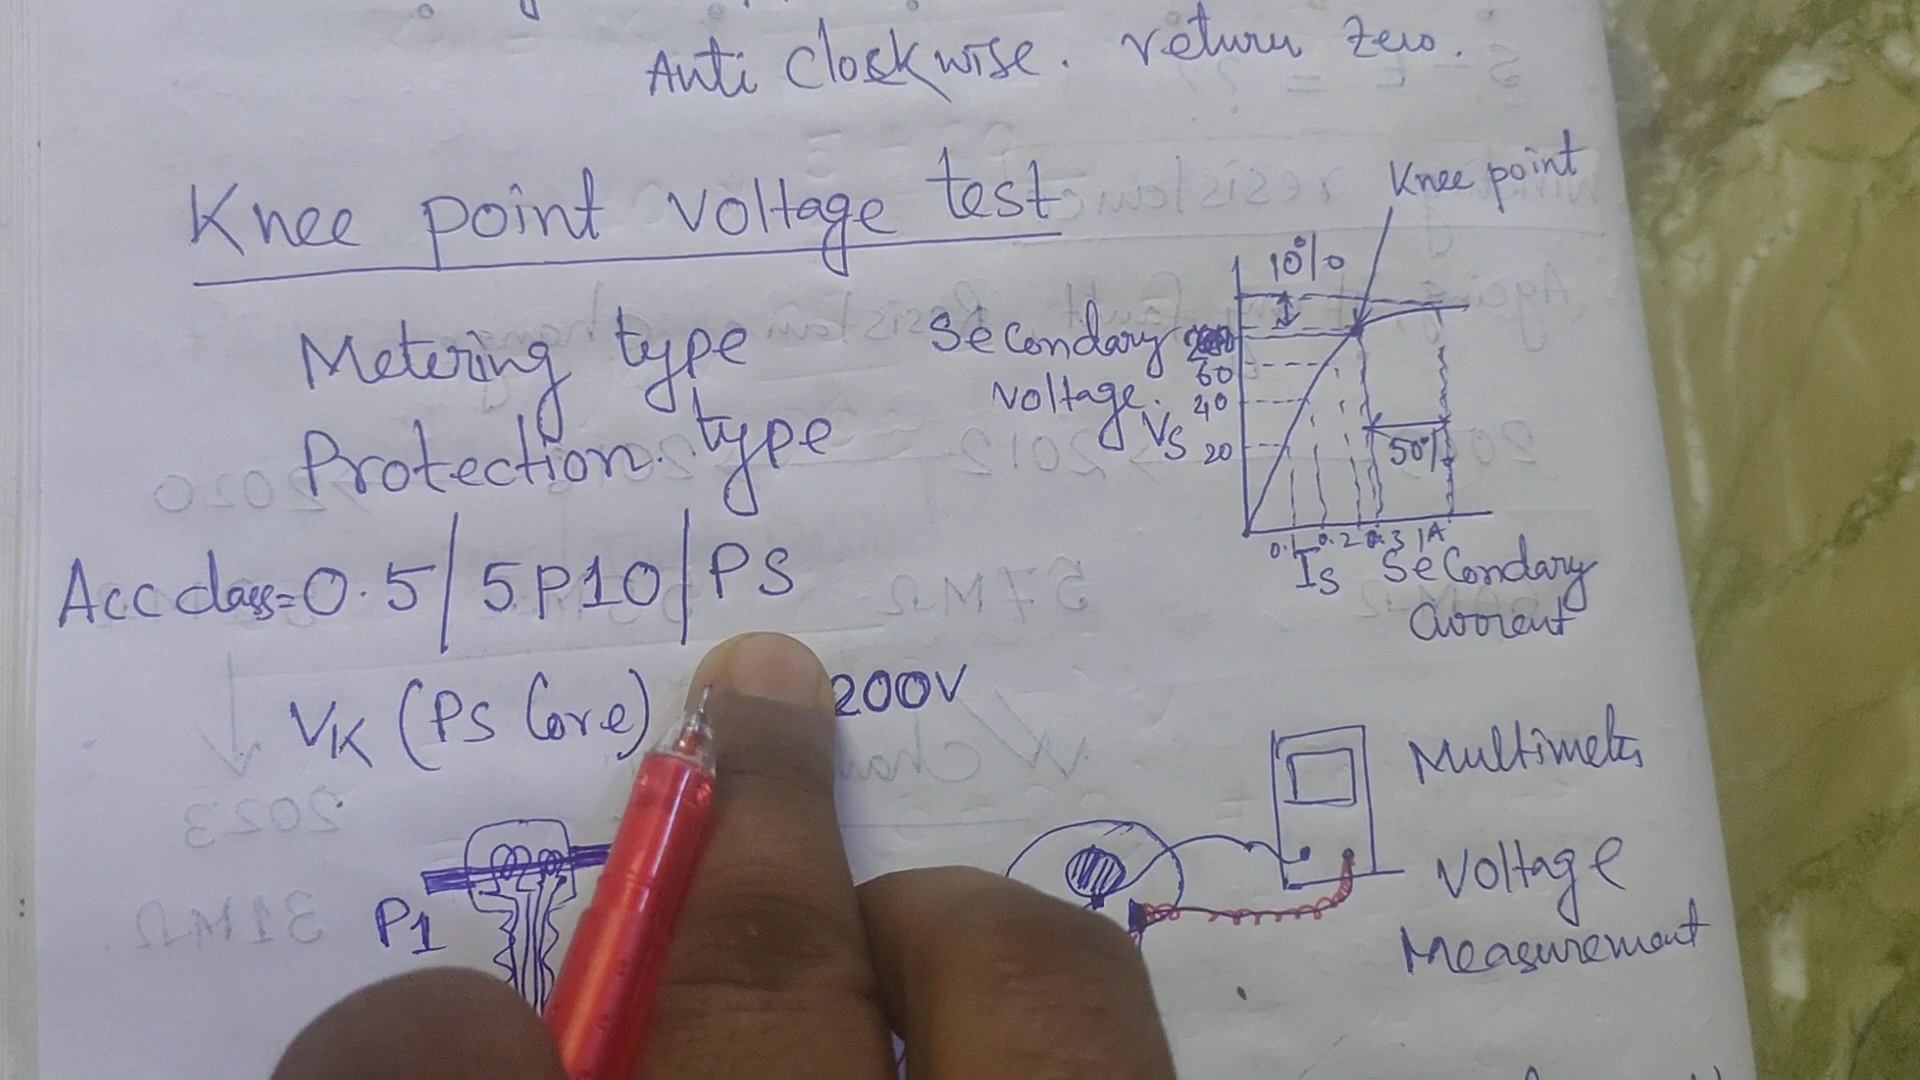 Anti Clockwise. return zero.
Knee point voltage test
Metering type
Protection type
Acc class=0.5/5P10/PS
VK (PS Core)
200V
P1
Knee point
10%
Secondary
voltage.
VS
60
40
20
50%
0.1 0.2 0.3 1A
IS Secondary
Current
Multimeter
Voltage
Measurement